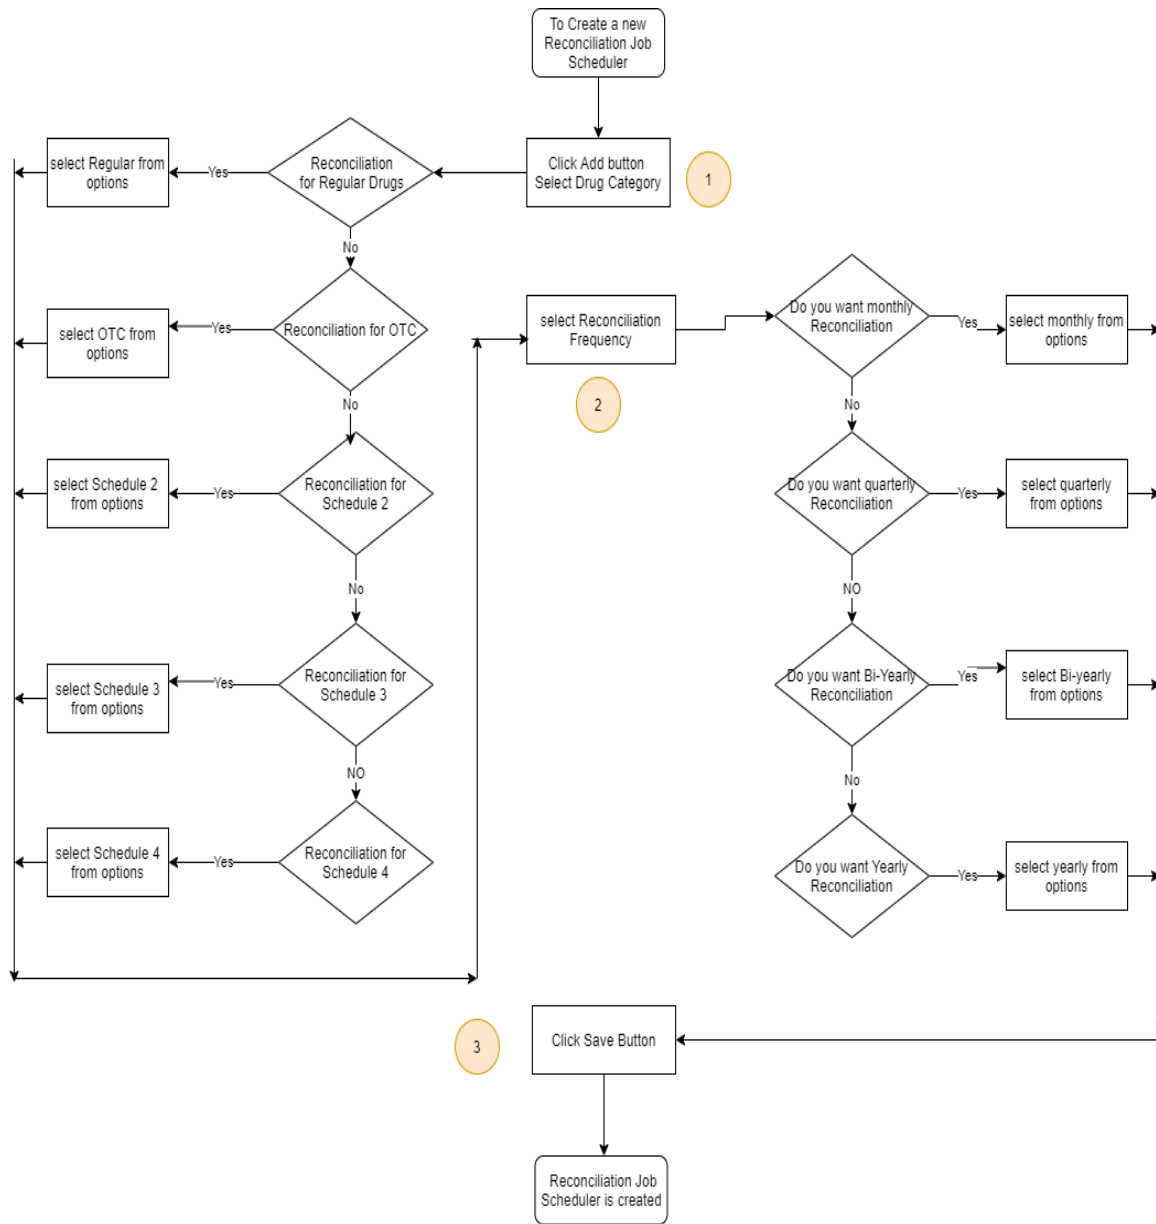 To Create a new
Reconciliation Job
Scheduler
Click Add button
Select Drug Category
1
Reconciliation
for Regular Drugs
Yes
select Regular from
options
No
Reconciliation for OTC
Yes
select OTC from
options
No
Reconciliation for
Schedule 2
Yes
select Schedule 2
from options
No
Reconciliation for
Schedule 3
Yes
select Schedule 3
from options
NO
Reconciliation for
Schedule 4
Yes
select Schedule 4
from options
select Reconciliation
Frequency
2
Do you want monthly
Reconciliation
Yes
select monthly from
options
No
Do you want quarterly
Reconciliation
Yes
select quarterly
from options
NO
Do you want Bi-Yearly
Reconciliation
Yes
select Bi-yearly
from options
No
Do you want Yearly
Reconciliation
Yes
select yearly from
options
3
Click Save Button
Reconciliation Job
Scheduler is created